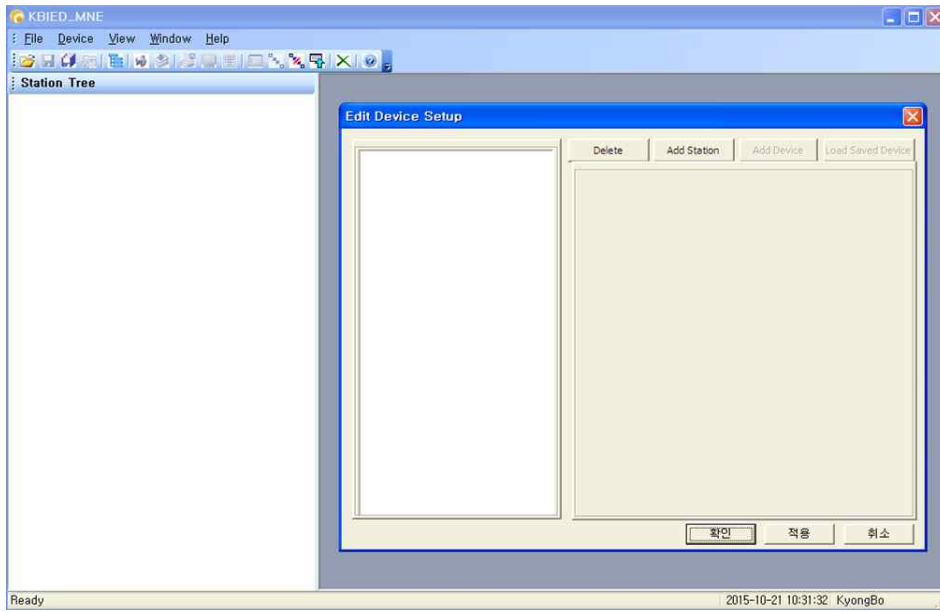 KBIED_MNE
File Device View Window Help
Station Tree
Edit Device Setup
Delete Add Station Add Device Load Saved Device
확인 적용 취소
Ready 2015-10-21 10:31:32 KyongBo